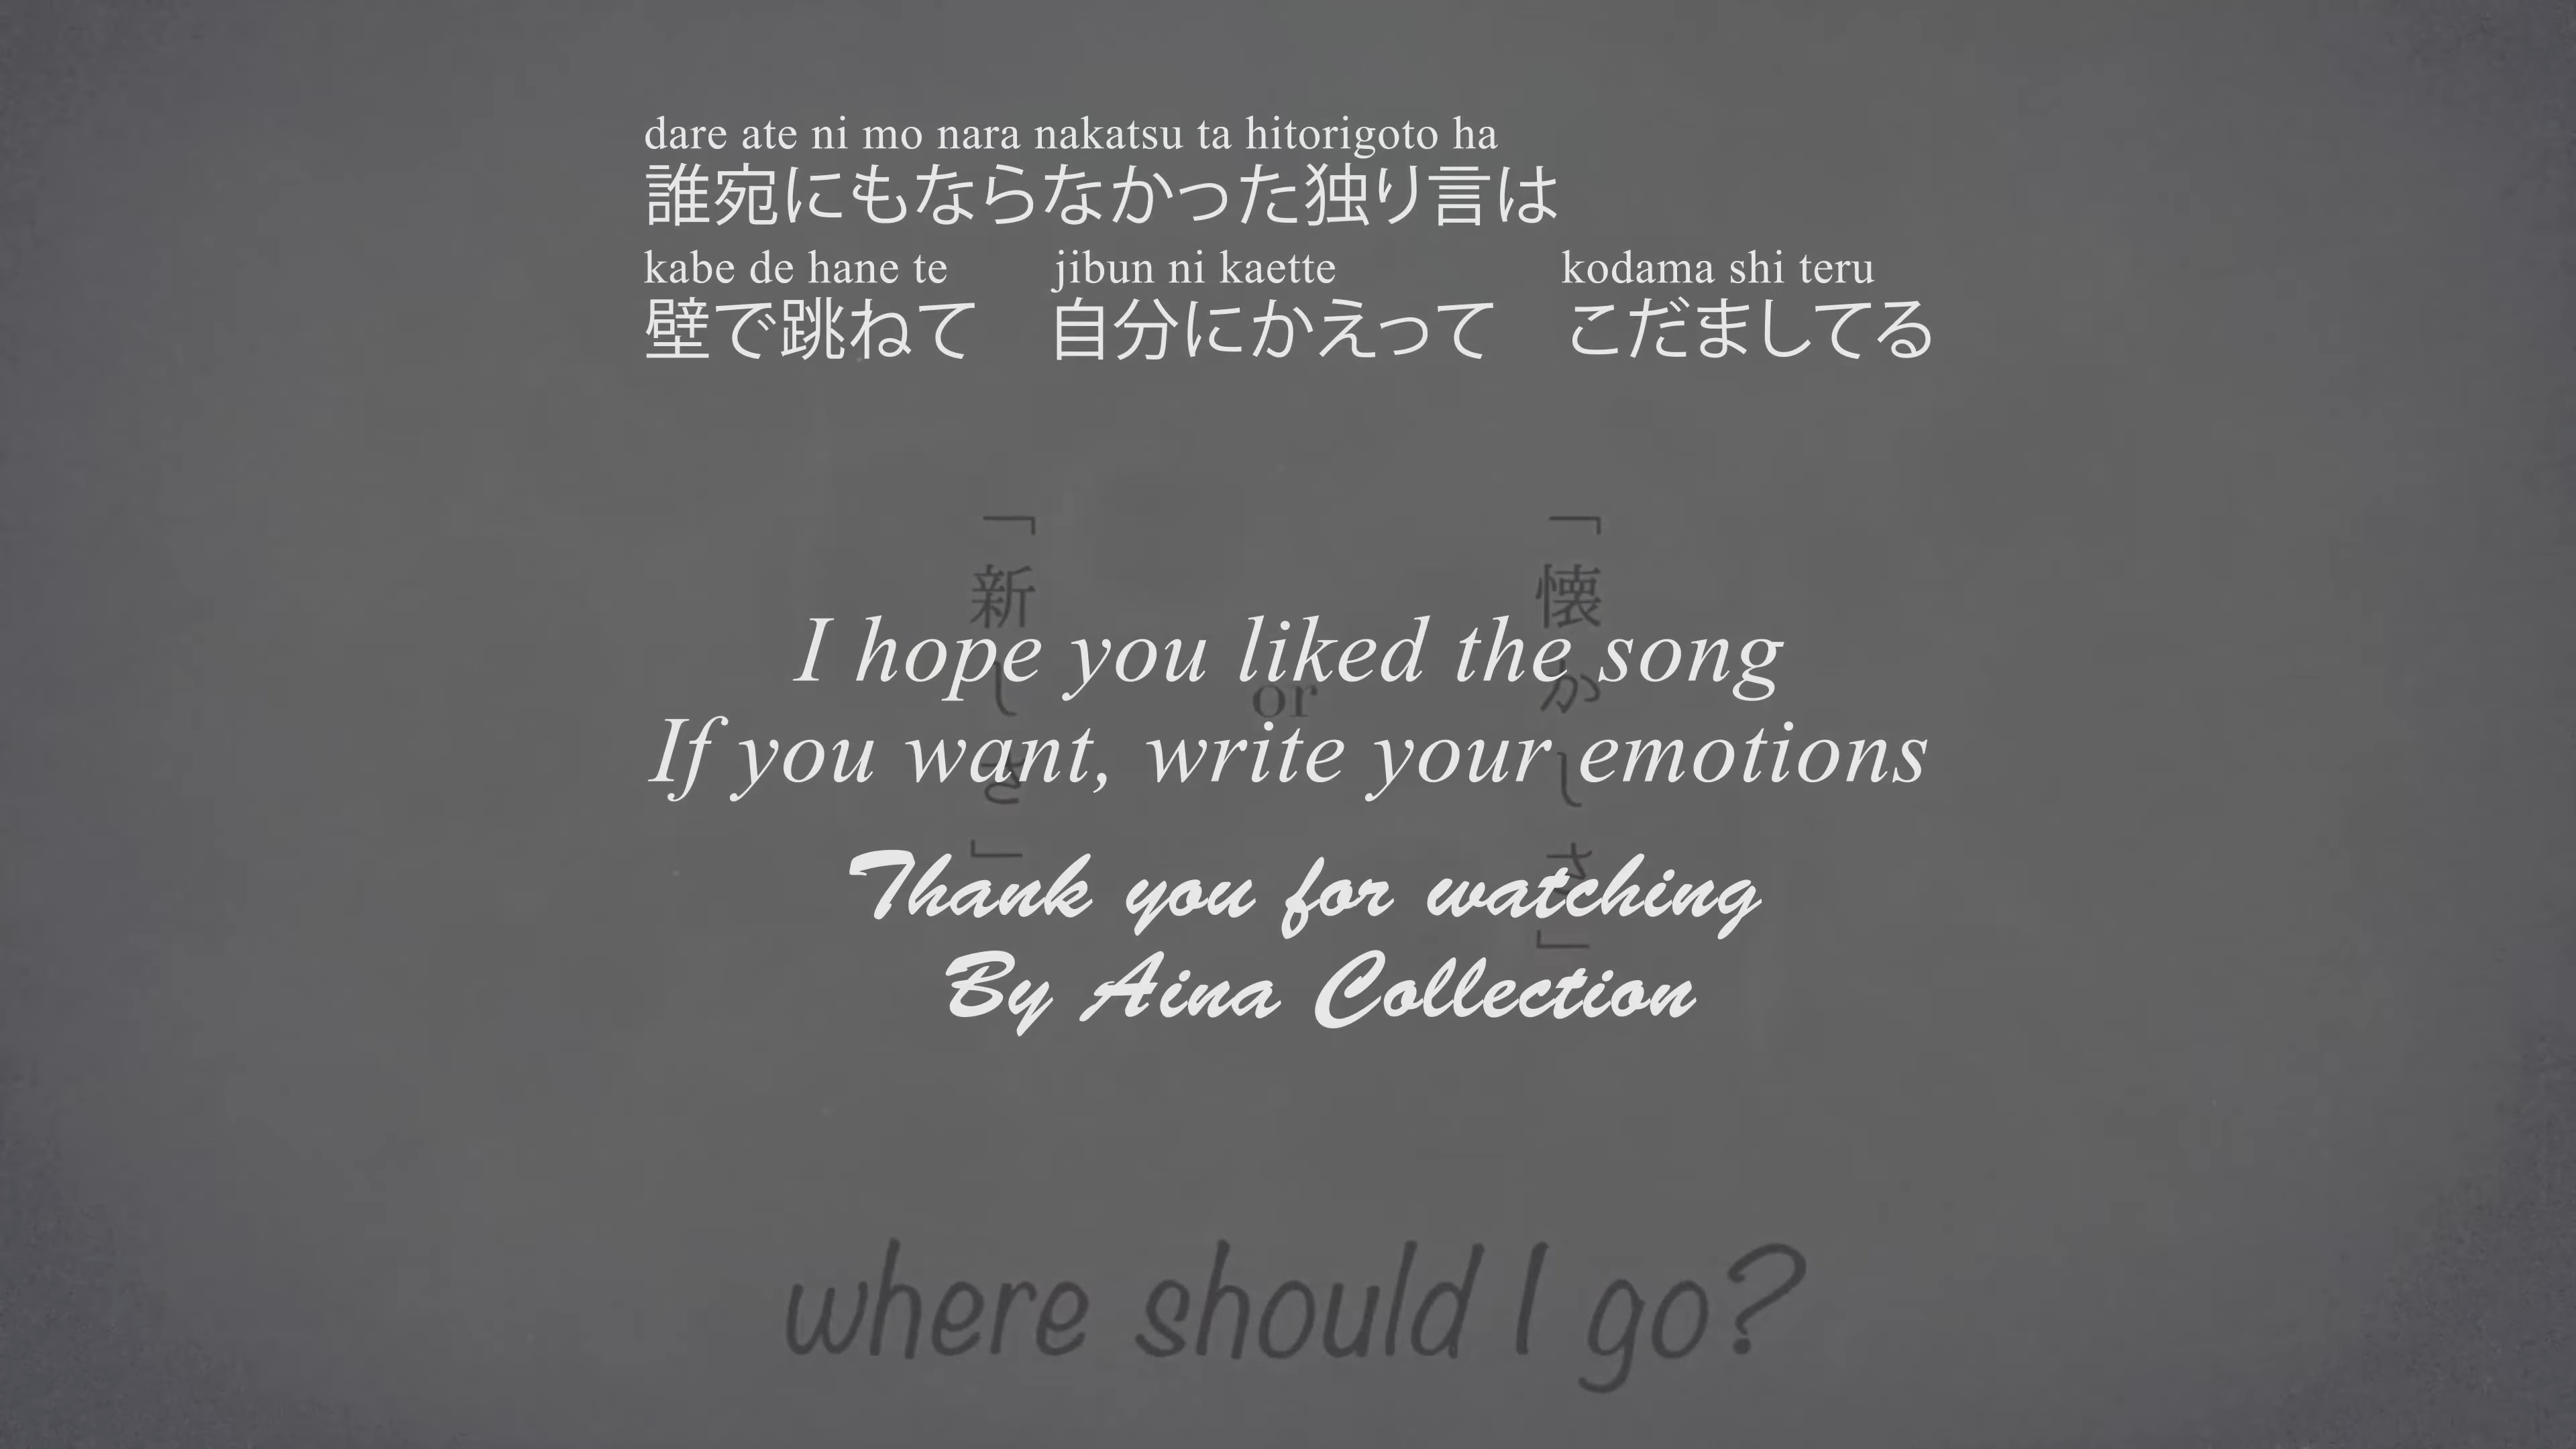 dare ate ni mo nara nakatsu ta hitorigoto ha
誰宛にもならなかった独り言は
kabe de hane te jibun ni kaette kodama shi teru
壁で跳ねて　自分にかえって　こだましてる
「懐かしさ」
or
「新しさ」
I hope you liked the song
If you want, write your emotions
Thank you for watching
By Aina Collection
where should I go?